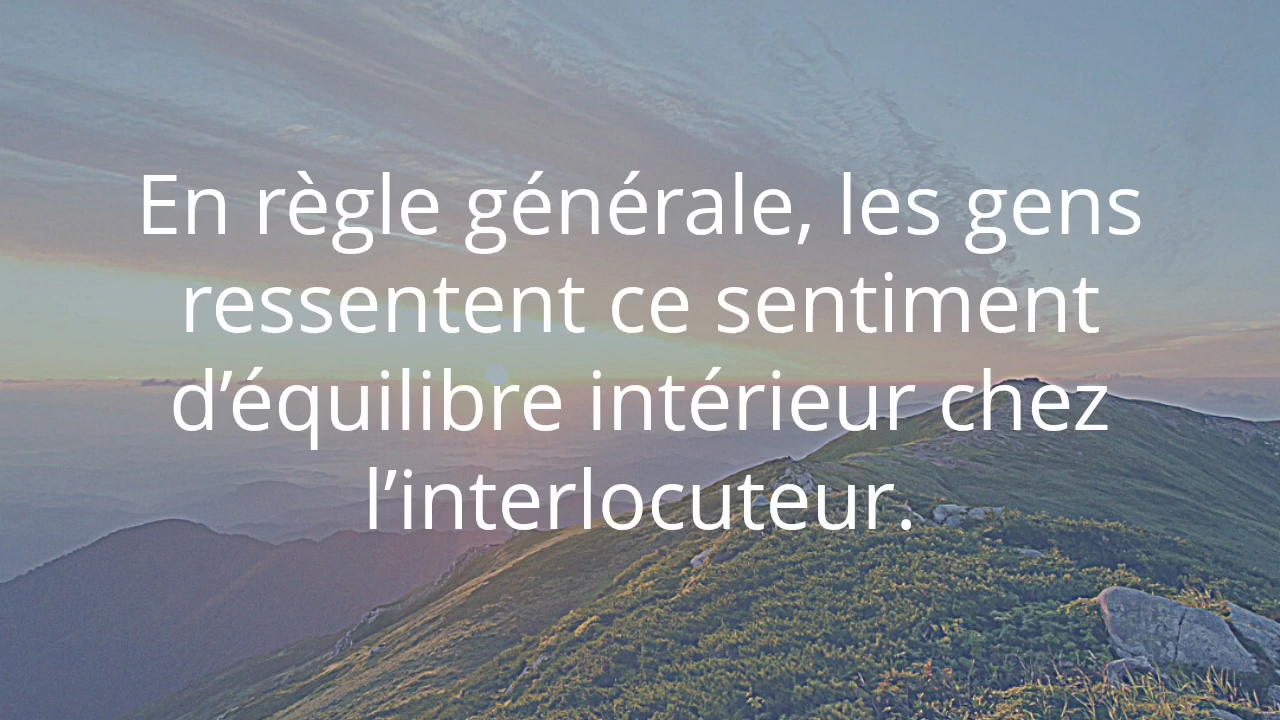 En règle générale, les gens
ressentent ce sentiment
d’équilibre intérieur chez
l’interlocuteur.